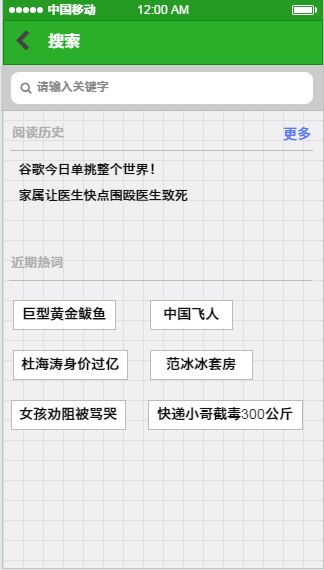 中国移动 12:00 AM
搜索
请输入关键字
阅读历史 更多
谷歌今日单挑整个世界！
家属让医生快点围殴医生致死
近期热词
巨型黄金鲅鱼 中国飞人
杜海涛身价过亿 范冰冰套房
女孩劝阻被骂哭 快递小哥截毒300公斤